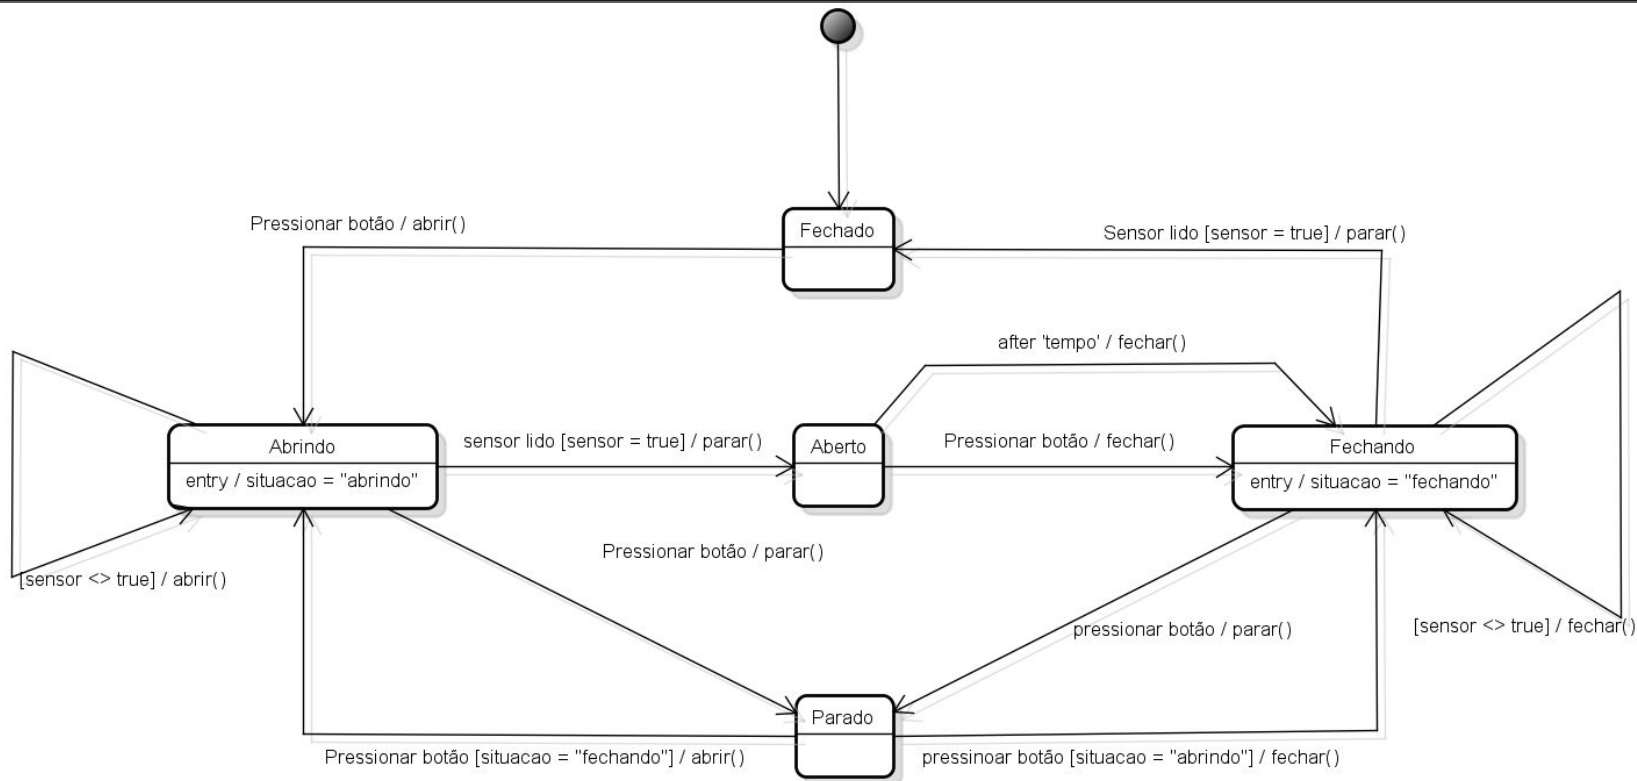 Pressionar botão / abrir()
Fechado
Sensor lido [sensor = true] / parar()
after 'tempo' / fechar()
Abrindo
entry / situacao = "abrindo"
sensor lido [sensor = true] / parar()
Aberto
Pressionar botão / fechar()
Fechando
entry / situacao = "fechando"
Pressionar botão / parar()
[sensor <> true] / abrir()
pressionar botão / parar()
[sensor <> true] / fechar()
Parado
Pressionar botão [situacao = "fechando"] / abrir()
pressinoar botão [situacao = "abrindo"] / fechar()